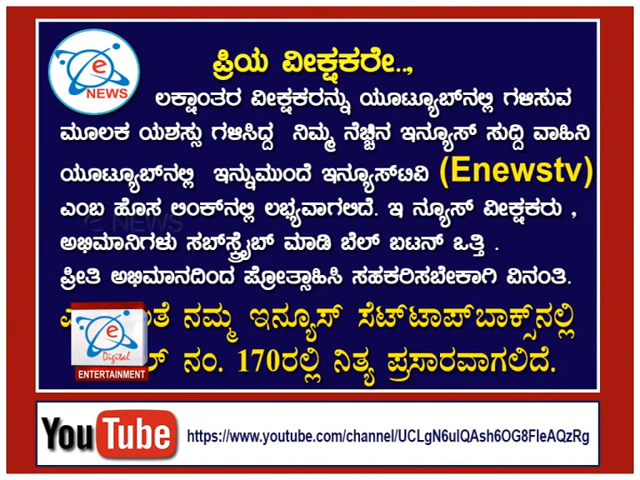 e
NEWS
ಪ್ರಿಯ ವೀಕ್ಷಕರೇ..,
ಲಕ್ಷಾಂತರ ವೀಕ್ಷಕರನ್ನು ಯೂಟ್ಯೂಬ್‌ನಲ್ಲಿ ಗಳಿಸುವ
ಮೂಲಕ ಯಶಸ್ಸು ಗಳಿಸಿದ್ದ ನಿಮ್ಮ ನೆಚ್ಚಿನ ಇನ್ಯೂಸ್ ಸುದ್ದಿ ವಾಹಿನಿ
ಯೂಟ್ಯೂಬ್‌ನಲ್ಲಿ ಇನ್ನುಮುಂದೆ ಇನ್ಯೂಸ್‌ಟಿವಿ (Enewstv)
ಎಂಬ ಹೊಸ ಲಿಂಕ್‌ನಲ್ಲಿ ಲಭ್ಯವಾಗಲಿದೆ. ಇ ನ್ಯೂಸ್ ವೀಕ್ಷಕರು ,
e NEWS
ಅಭಿಮಾನಿಗಳು ಸಬ್‌ಸ್ಕ್ರೈಬ್ ಮಾಡಿ ಬೆಲ್ ಬಟನ್ ಒತ್ತಿ .
ಪ್ರೀತಿ ಅಭಿಮಾನದಿಂದ ಪ್ರೋತ್ಸಾಹಿಸಿ ಸಹಕರಿಸಬೇಕಾಗಿ ವಿನಂತಿ.
ನಮ್ಮ ಇನ್ಯೂಸ್ ಸೆಟ್‌ಟಾಪ್‌ಬಾಕ್ಸ್‌ನಲ್ಲಿ
ನಂ. 170ರಲ್ಲಿ ನಿತ್ಯ ಪ್ರಸಾರವಾಗಲಿದೆ.
e
Digital
ENTERTAINMENT
YouTube https://www.youtube.com/channel/UCLgN6uIQAsh6OG8FIeAQzRg